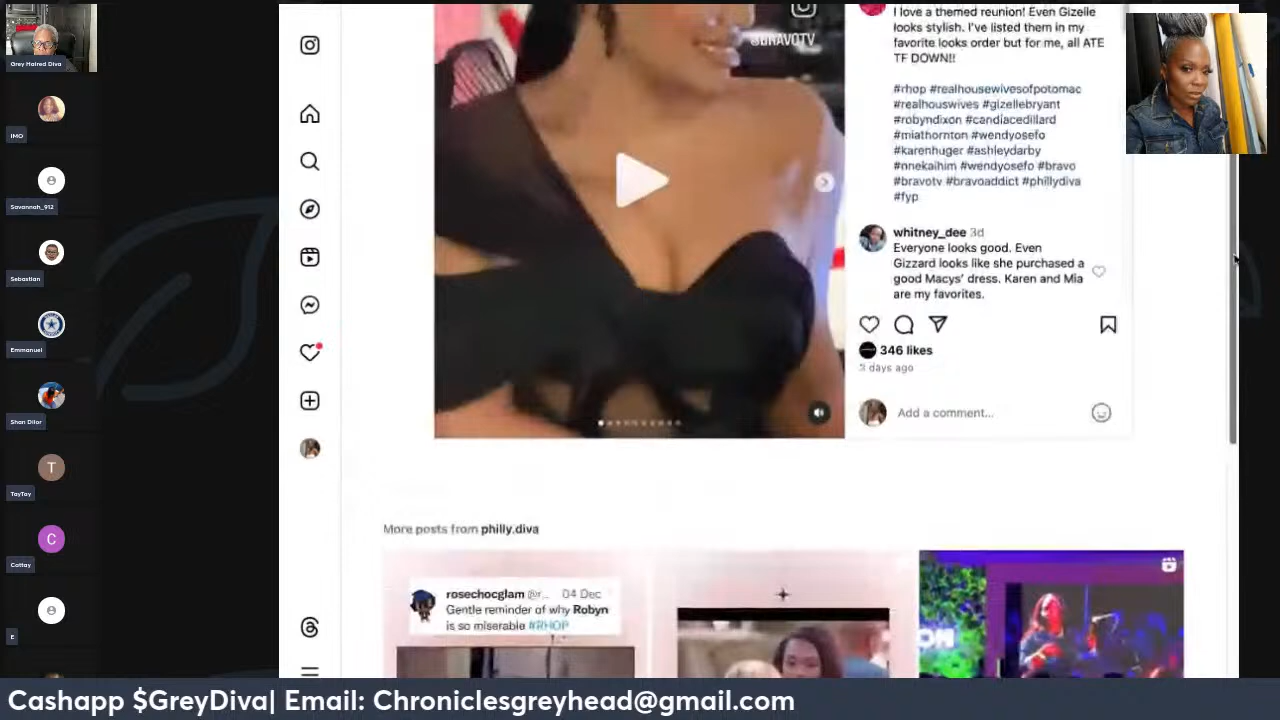 Grey Haired Diva
IMO
Savannah_912
Sebastian
Emmanuel
Shan Dior
T
TayTay
C
Cottay
E
@BRAVOTV
I love a themed reunion! Even Gizelle
looks stylish. I've listed them in my
favorite looks order but for me, all ATE
TF DOWN!!
#rhop #realhousewivesofpotomac
#realhouswives #gizellebryant
#robyndixon #candiacedillard
#miathornton #wendyosefo
#karenhuger #ashleydarby
#nnekaihim #wendyosefo #bravo
#bravotv #bravoaddict #phillydiva
#fyp
whitney_dee 3d
Everyone looks good. Even
Gizzard looks like she purchased a
good Macys' dress. Karen and Mia
are my favorites.
346 likes
3 days ago
Add a comment...
More posts from philly.diva
rosechocglam @r... 04 Dec
Gentle reminder of why Robyn
is so miserable #RHOP
ON
Cashapp $GreyDiva| Email: Chroniclesgreyhead@gmail.com